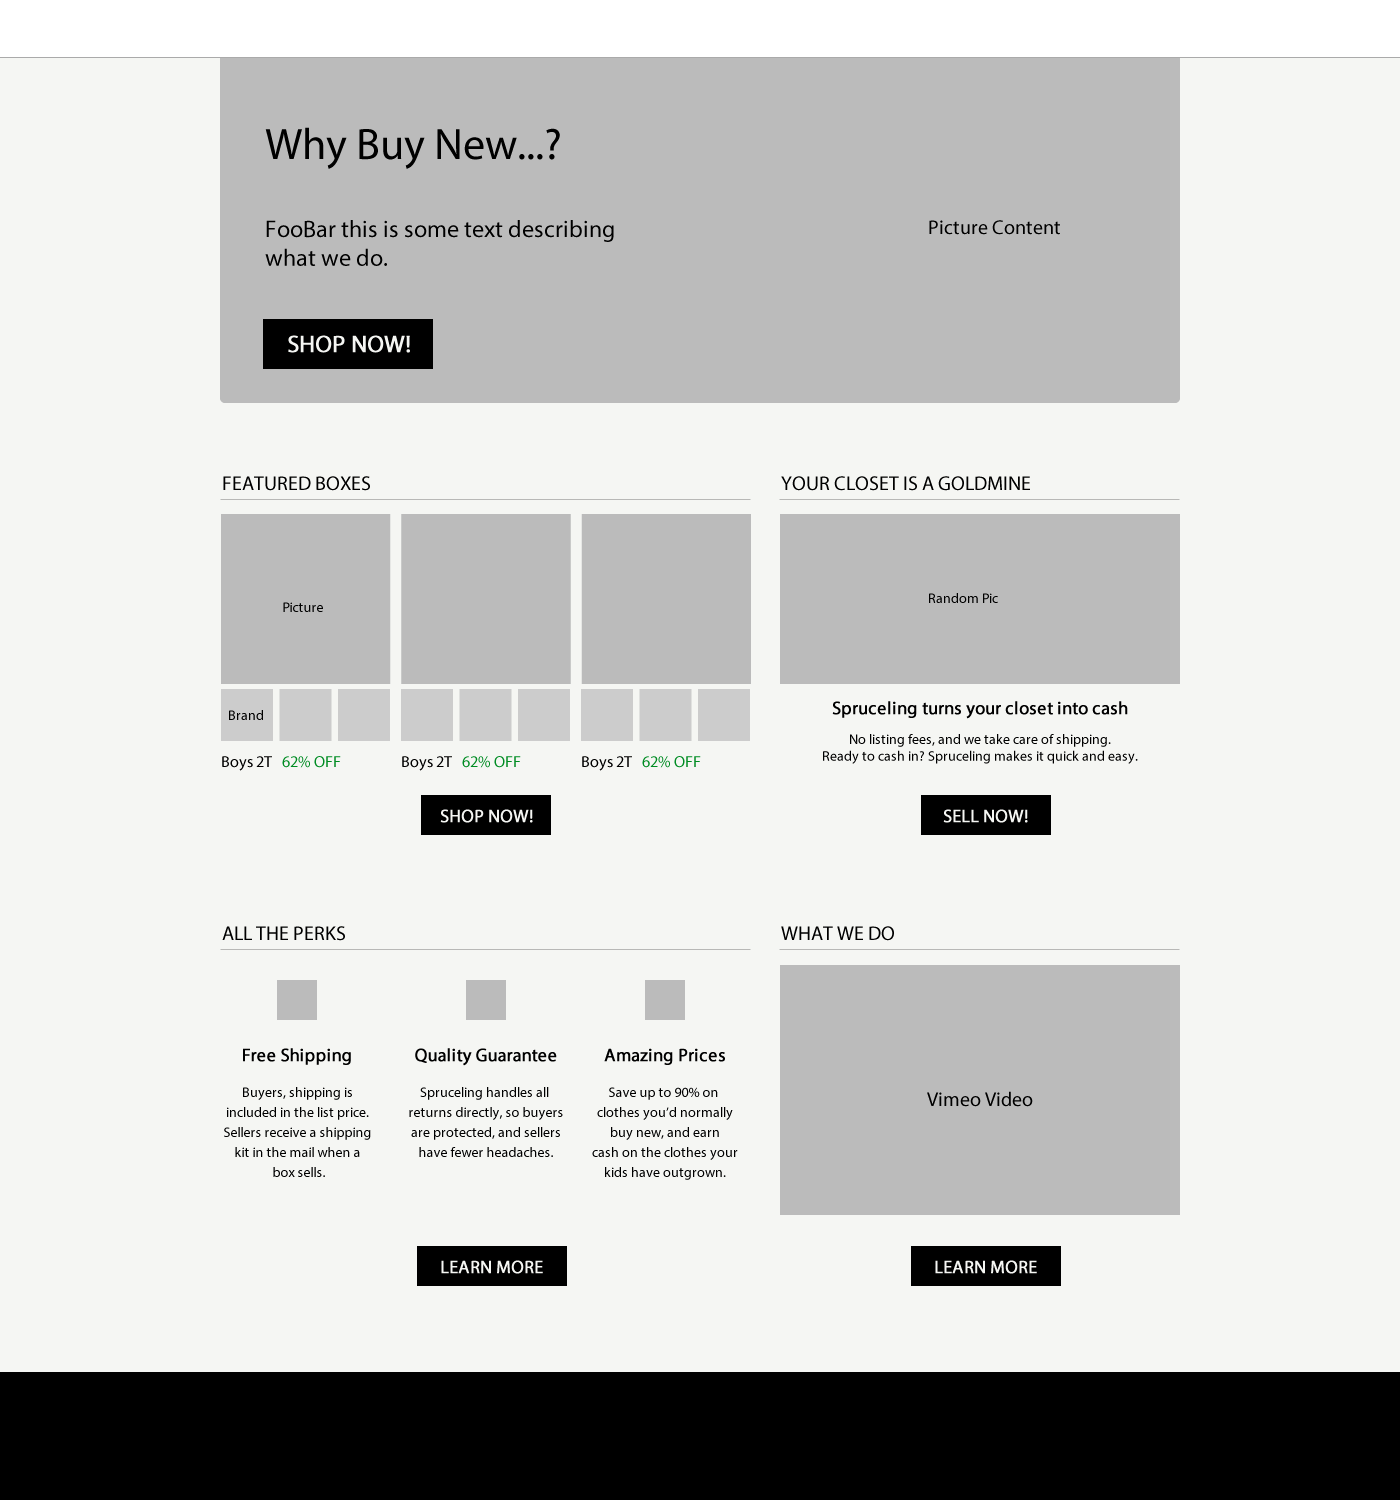 Why Buy New...?
FooBar this is some text describing
what we do.
Picture Content
SHOP NOW!
FEATURED BOXES
Picture
Brand
Boys 2T 62% OFF
Boys 2T 62% OFF
Boys 2T 62% OFF
SHOP NOW!
YOUR CLOSET IS A GOLDMINE
Random Pic
Spruceling turns your closet into cash
No listing fees, and we take care of shipping.
Ready to cash in? Spruceling makes it quick and easy.
SELL NOW!
ALL THE PERKS
Free Shipping
Buyers, shipping is
included in the list price.
Sellers receive a shipping
kit in the mail when a
box sells.
Quality Guarantee
Spruceling handles all
returns directly, so buyers
are protected, and sellers
have fewer headaches.
Amazing Prices
Save up to 90% on
clothes you’d normally
buy new, and earn
cash on the clothes your
kids have outgrown.
LEARN MORE
WHAT WE DO
Vimeo Video
LEARN MORE